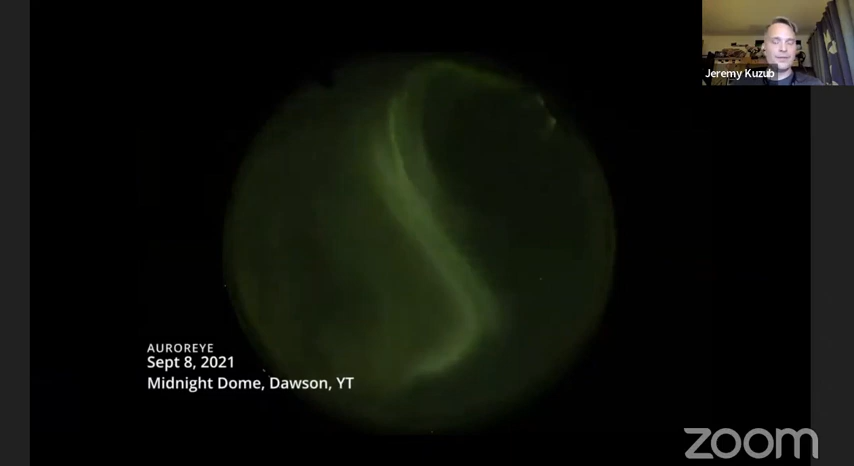 Jeremy Kuzub
AUROREYE
Sept 8, 2021
Midnight Dome, Dawson, YT
zoom